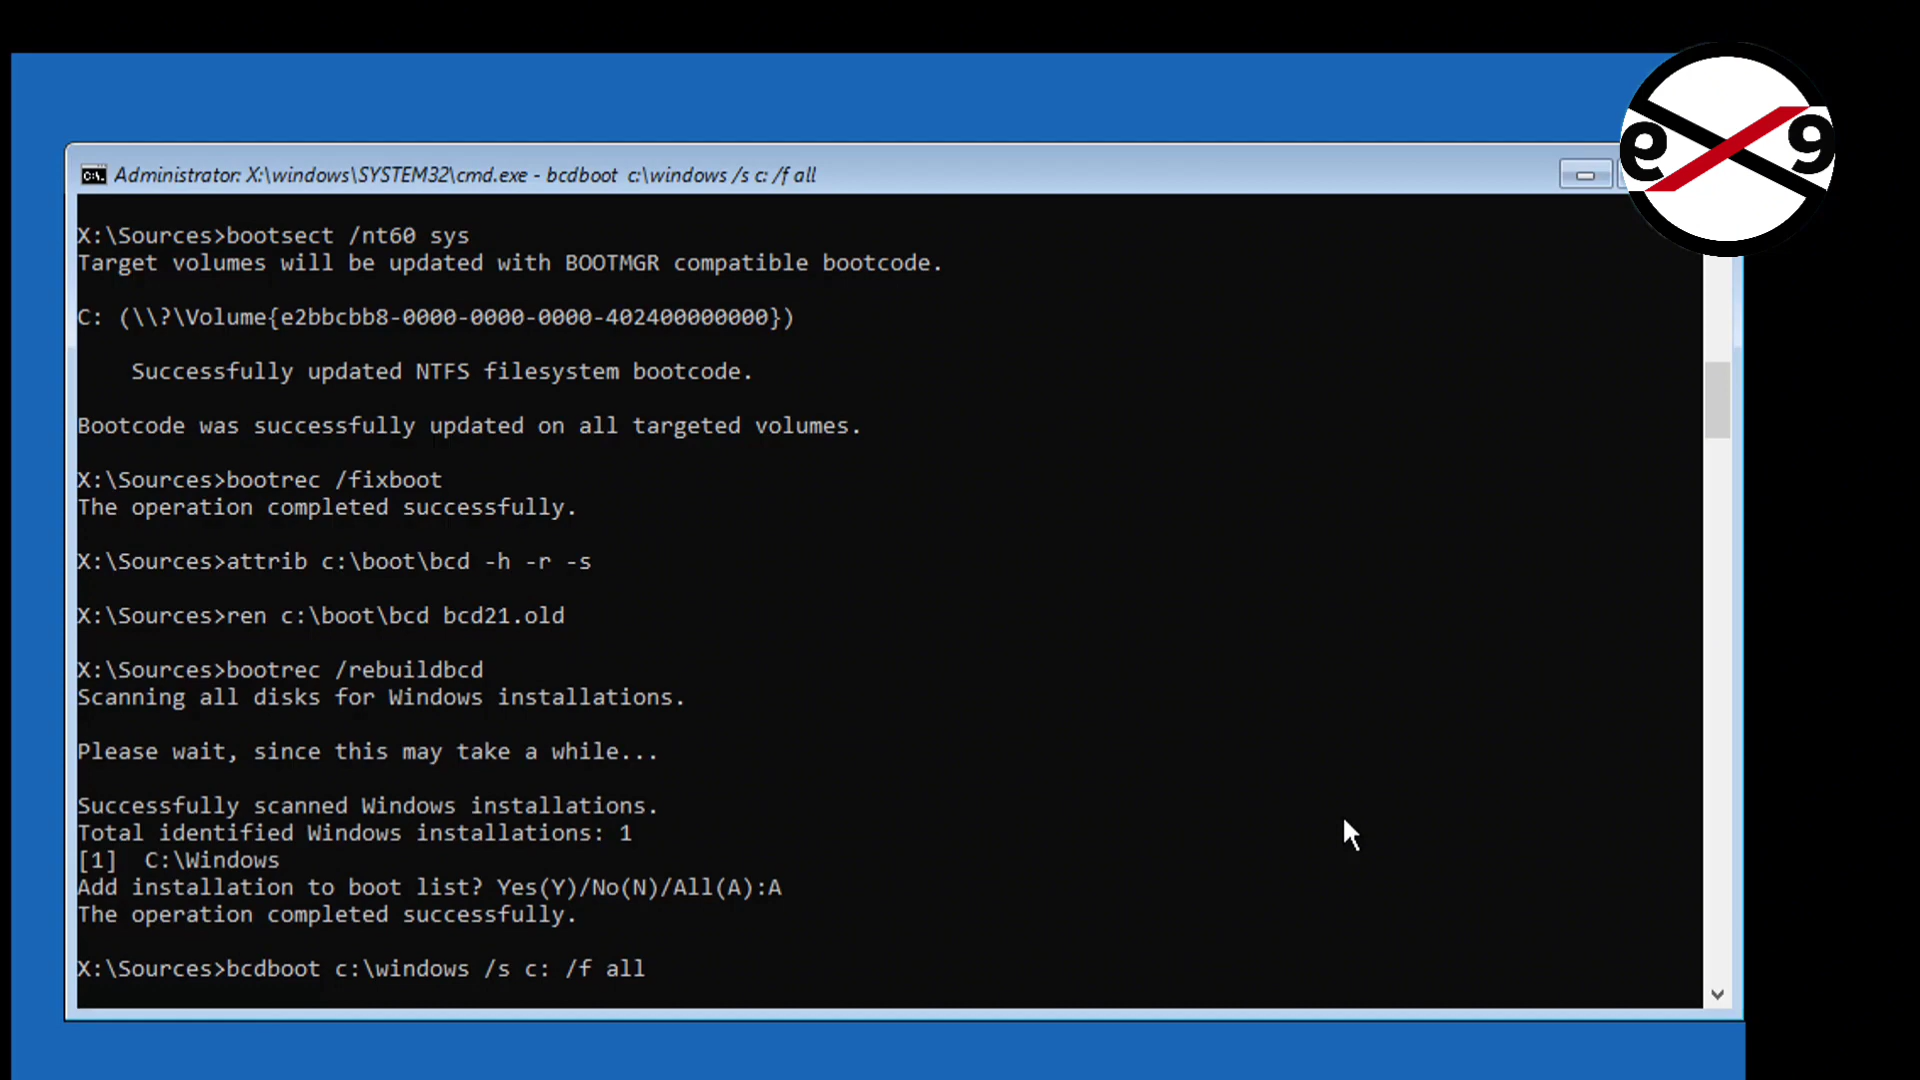 Administrator: X:\windows\SYSTEM32\cmd.exe - bcdboot  c:\windows /s c: /f all
X:\Sources>bootsect /nt60 sys
Target volumes will be updated with BOOTMGR compatible bootcode.
C: (\\?\Volume{e2bbcbb8-0000-0000-0000-402400000000})
Successfully updated NTFS filesystem bootcode.
Bootcode was successfully updated on all targeted volumes.
X:\Sources>bootrec /fixboot
The operation completed successfully.
X:\Sources>attrib c:\boot\bcd -h -r -s
X:\Sources>ren c:\boot\bcd bcd21.old
X:\Sources>bootrec /rebuildbcd
Scanning all disks for Windows installations.
Please wait, since this may take a while...
Successfully scanned Windows installations.
Total identified Windows installations: 1
[1]  C:\Windows
Add installation to boot list? Yes(Y)/No(N)/All(A):A
The operation completed successfully.
X:\Sources>bcdboot c:\windows /s c: /f all
e9